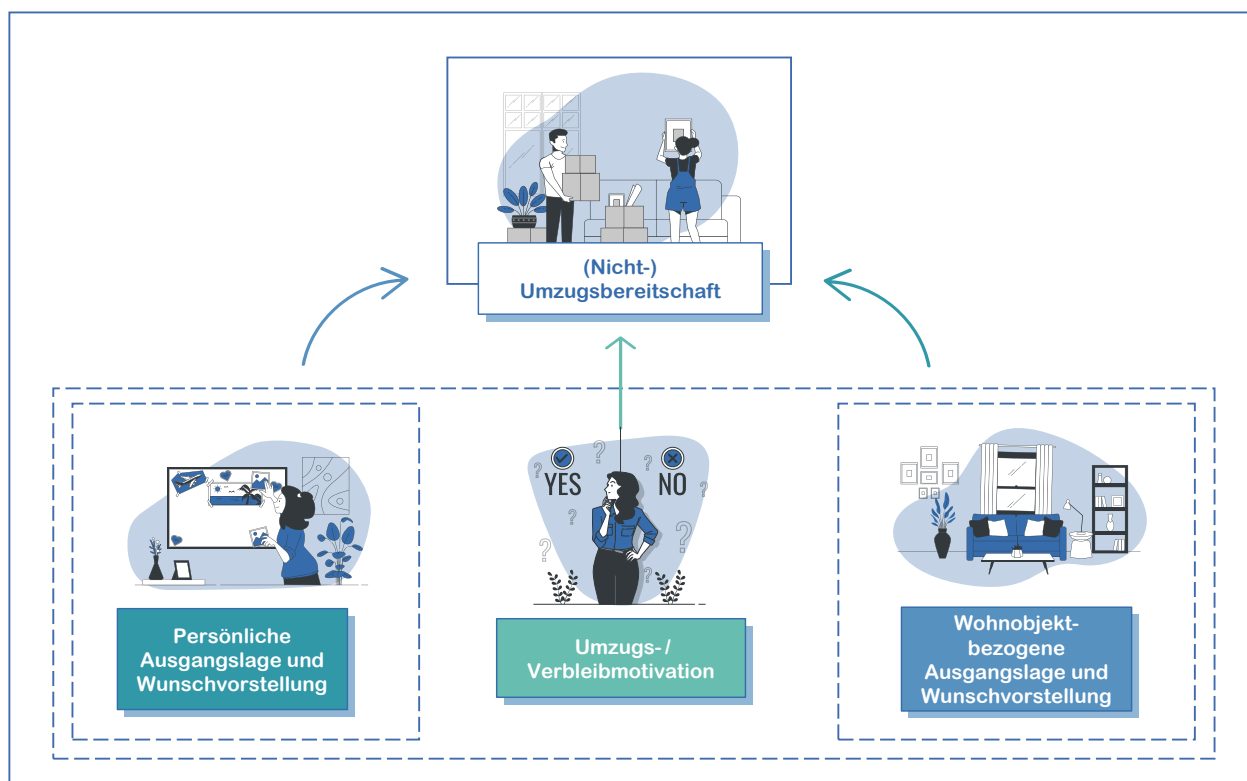 (Nicht-)
Umzugsbereitschaft
YES
NO
?
?
?
?
?
?
?
Persönliche
Ausgangslage und
Wunschvorstellung
Umzugs- /
Verbleibmotivation
Wohnobjekt-
bezogene
Ausgangslage und
Wunschvorstellung